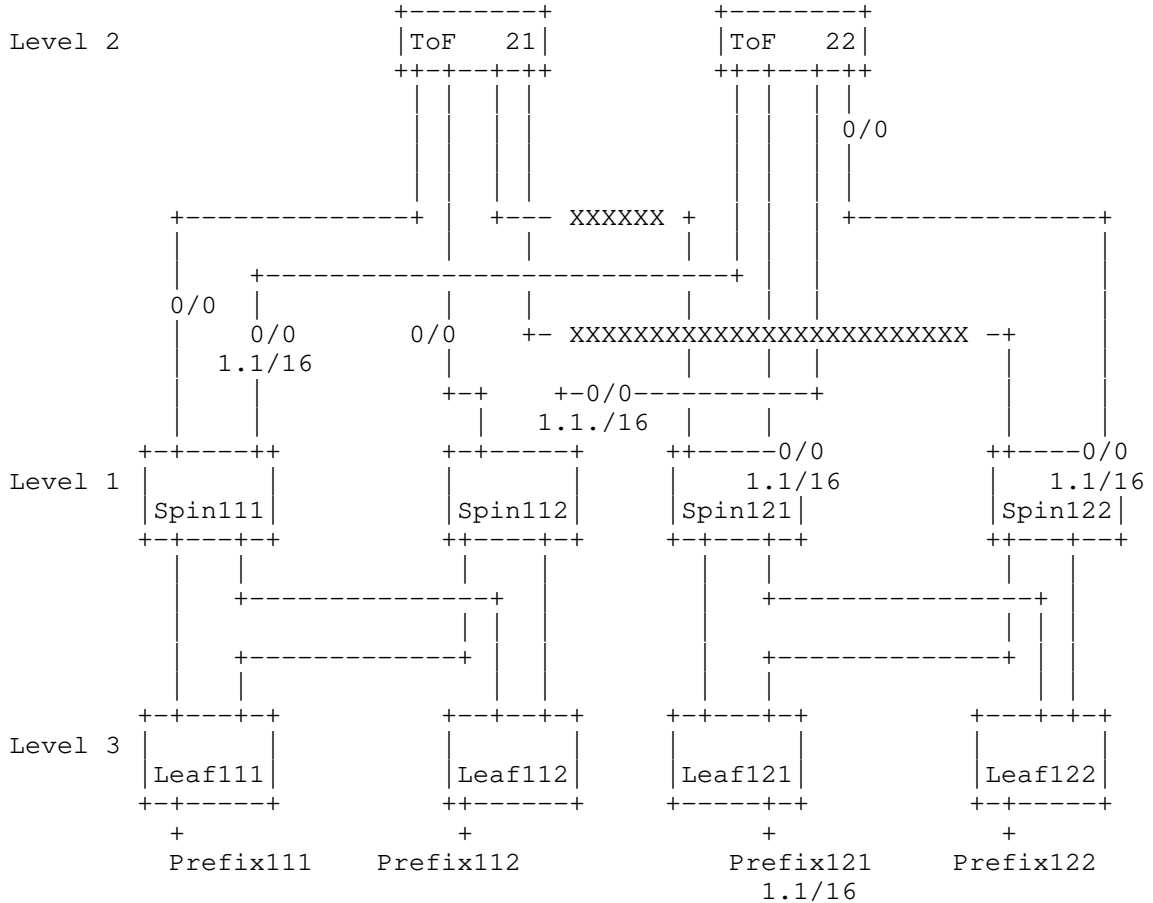 Level 2 ToF 21 ToF 22
0/0
XXXXXX
0/0
0/0 0/0 XXXXXXXXXXXXXXXXXXXXXXXXX
1.1/16
0/0
1.1./16
0/0 0/0
Level 1 1.1/16 1.1/16
Spin111 Spin112 Spin121 Spin122
Level 3
Leaf111 Leaf112 Leaf121 Leaf122
Prefix111 Prefix112 Prefix121 Prefix122
1.1/16